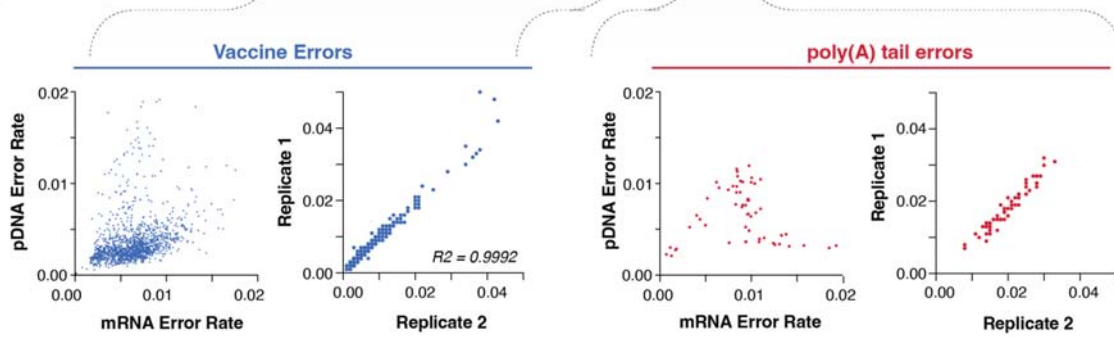 Vaccine Errors
pDNA Error Rate
0.02
0.01
0.00
0.00 0.01 0.02
mRNA Error Rate
Replicate 1
0.04
0.02
0.00
R2 = 0.9992
0.00 0.02 0.04
Replicate 2
poly(A) tail errors
pDNA Error Rate
0.02
0.01
0.00
0.00 0.01 0.02
mRNA Error Rate
Replicate 1
0.04
0.02
0.00
0.00 0.02 0.04
Replicate 2